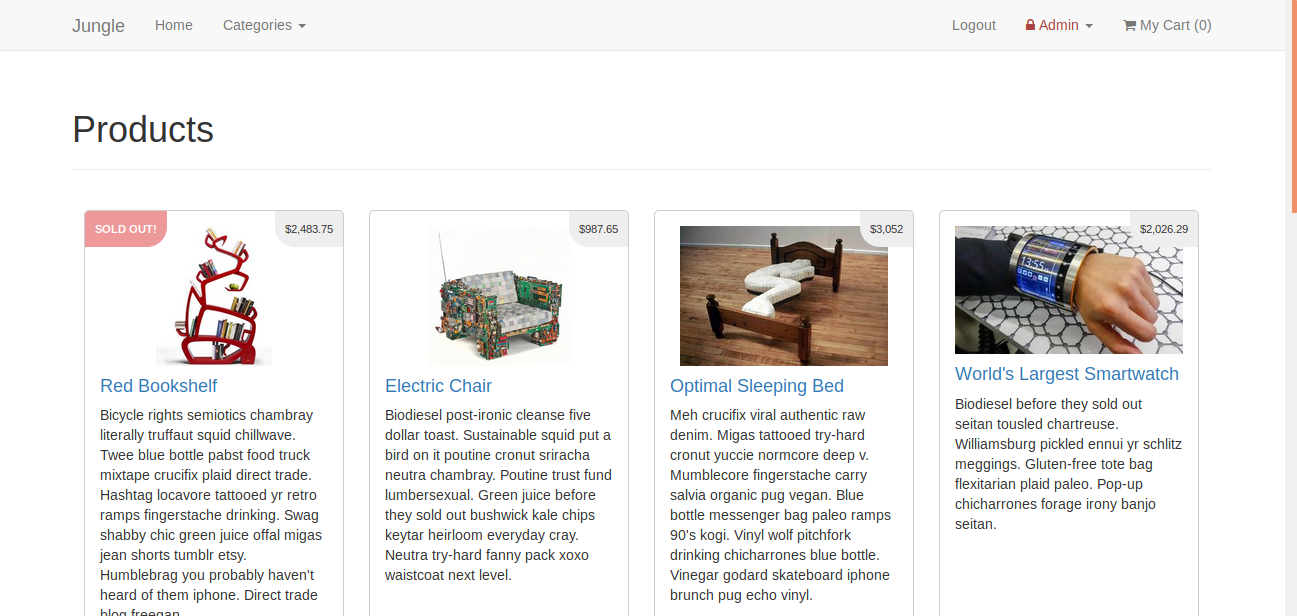 Jungle Home Categories Logout Admin My Cart (0)
Products
SOLD OUT! $2,483.75
Red Bookshelf
Bicycle rights semiotics chambray
literally truffaut squid chillwave.
Twee blue bottle pabst food truck
mixtape crucifix plaid direct trade.
Hashtag locavore tattooed yr retro
ramps fingerstache drinking. Swag
shabby chic green juice offal migas
jean shorts tumblr etsy.
Humblebrag you probably haven't
heard of them iphone. Direct trade
blog freegan
$987.65
Electric Chair
Biodiesel post-ironic cleanse five
dollar toast. Sustainable squid put a
bird on it poutine cronut sriracha
neutra chambray. Poutine trust fund
lumbersexual. Green juice before
they sold out bushwick kale chips
keytar heirloom everyday cray.
Neutra try-hard fanny pack xoxo
waistcoat next level.
$3,052
Optimal Sleeping Bed
Meh crucifix viral authentic raw
denim. Migas tattooed try-hard
cronut yuccie normcore deep v.
Mumblecore fingerstache carry
salvia organic pug vegan. Blue
bottle messenger bag paleo ramps
90's kogi. Vinyl wolf pitchfork
drinking chicharrones blue bottle.
Vinegar godard skateboard iphone
brunch pug echo vinyl.
$2,026.29
13:55
World's Largest Smartwatch
Biodiesel before they sold out
seitan tousled chartreuse.
Williamsburg pickled ennui yr schlitz
meggings. Gluten-free tote bag
flexitarian plaid paleo. Pop-up
chicharrones forage irony banjo
seitan.